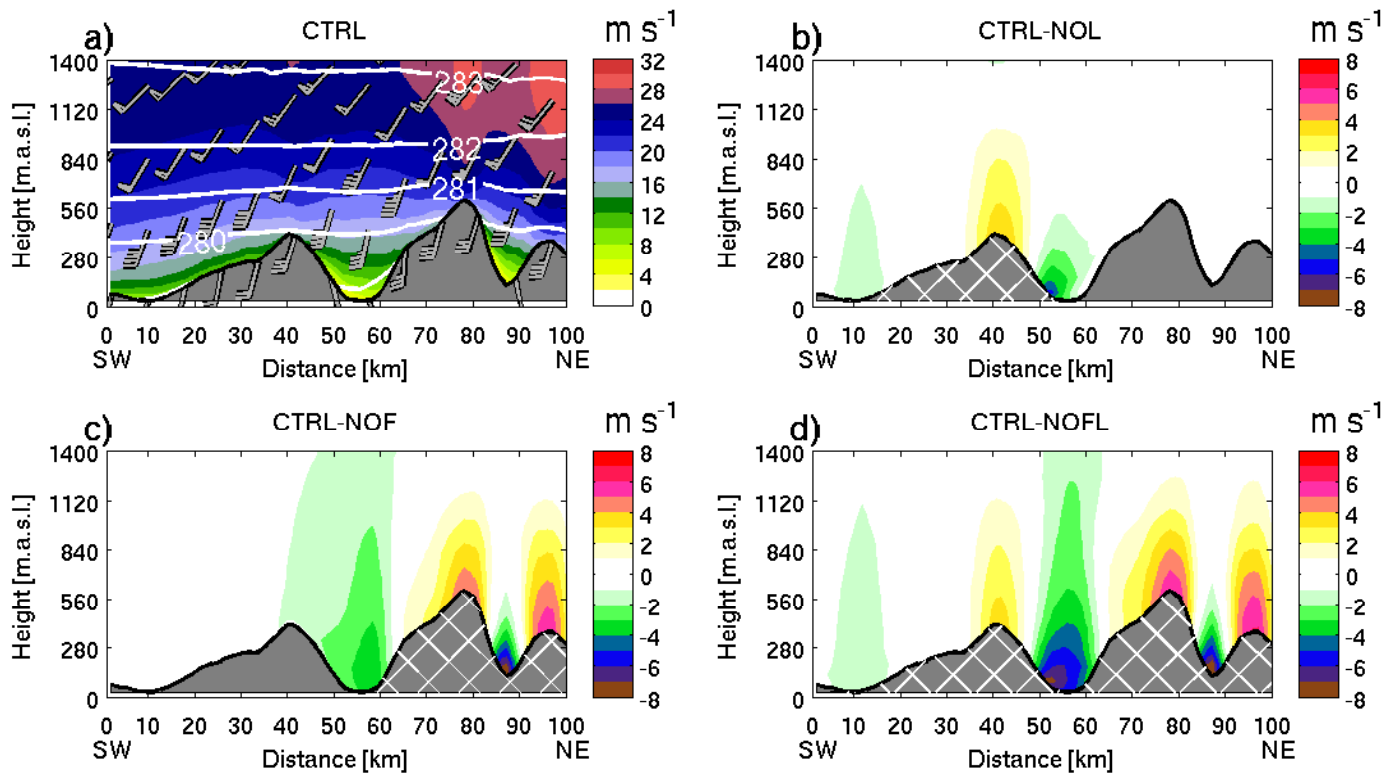 a) CTRL m s-1
1400 1120 840 560 280 0
Height [m.a.s.l.]
283
282
281
280
32 28 24 20 16 12 8 4 0
0 10 20 30 40 50 60 70 80 90 100
SW Distance [km] NE
b) CTRL-NOL m s-1
1400 1120 840 560 280 0
Height [m.a.s.l.]
8 6 4 2 0 -2 -4 -6 -8
0 10 20 30 40 50 60 70 80 90 100
SW Distance [km] NE
c) CTRL-NOF m s-1
1400 1120 840 560 280 0
Height [m.a.s.l.]
8 6 4 2 0 -2 -4 -6 -8
0 10 20 30 40 50 60 70 80 90 100
SW Distance [km] NE
d) CTRL-NOFL m s-1
1400 1120 840 560 280 0
Height [m.a.s.l.]
8 6 4 2 0 -2 -4 -6 -8
0 10 20 30 40 50 60 70 80 90 100
SW Distance [km] NE